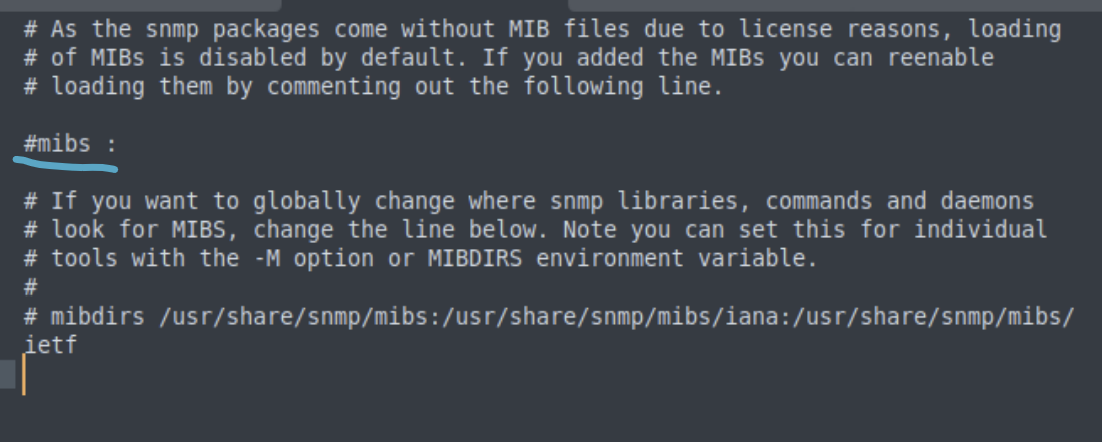 # As the snmp packages come without MIB files due to license reasons, loading
# of MIBs is disabled by default. If you added the MIBs you can reenable
# loading them by commenting out the following line.
#mibs :
# If you want to globally change where snmp libraries, commands and daemons
# look for MIBS, change the line below. Note you can set this for individual
# tools with the -M option or MIBDIRS environment variable.
#
# mibdirs /usr/share/snmp/mibs:/usr/share/snmp/mibs/iana:/usr/share/snmp/mibs/
ietf